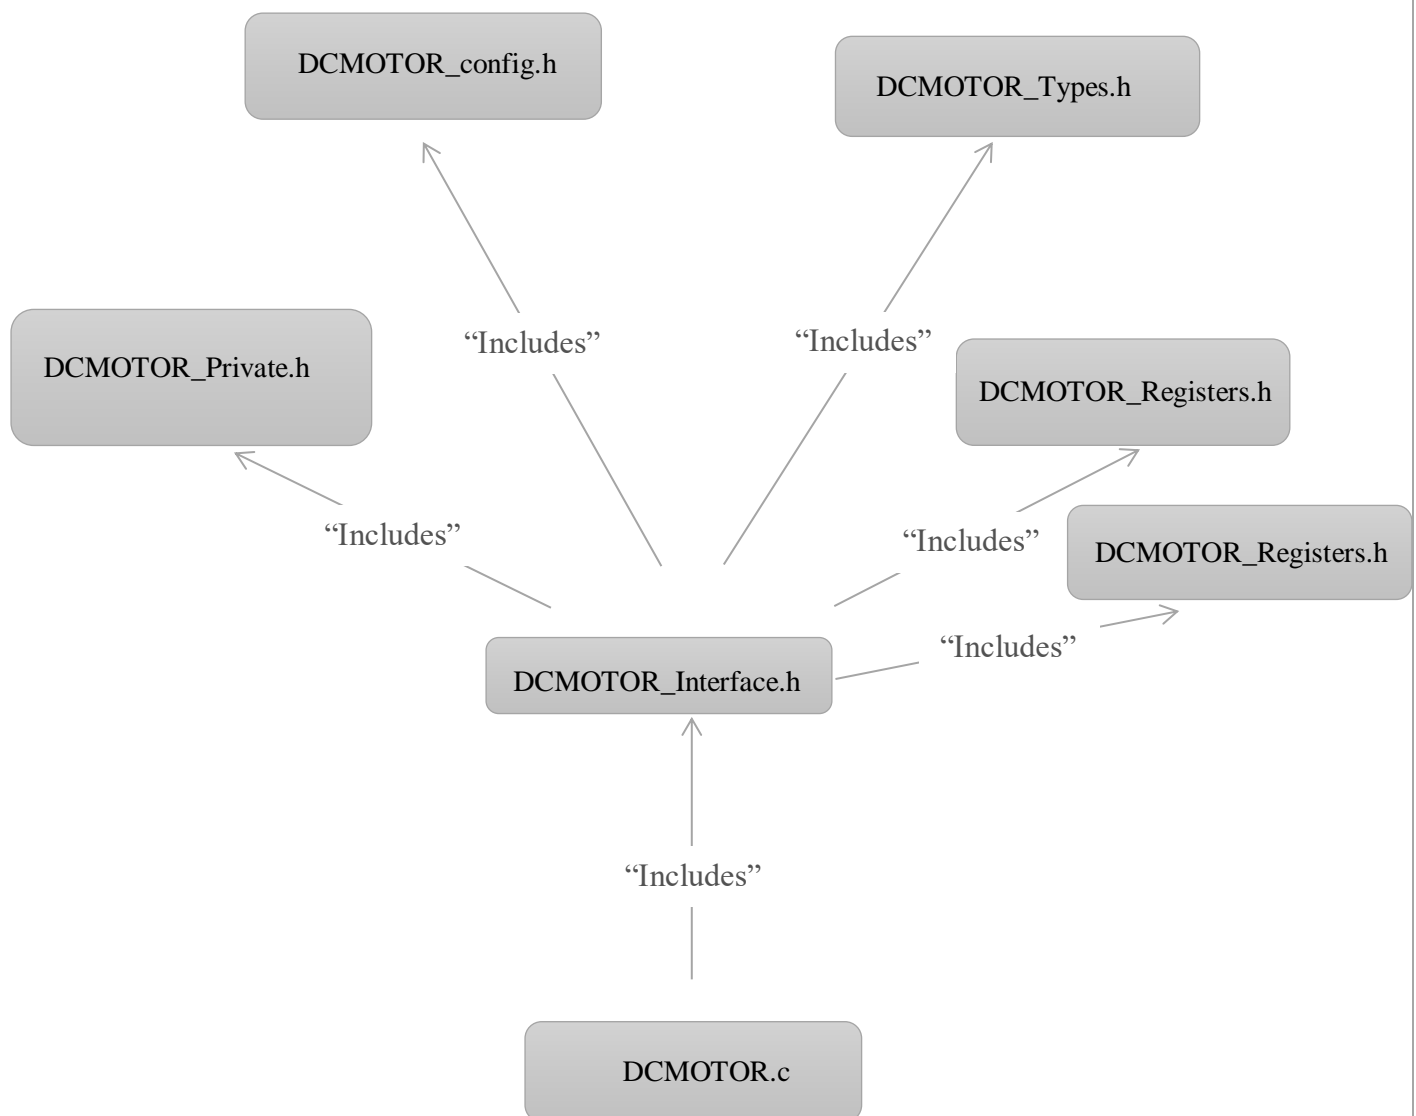 DCMOTOR_config.h
DCMOTOR_Types.h
“Includes”
“Includes”
DCMOTOR_Private.h
DCMOTOR_Registers.h
“Includes”
“Includes”
DCMOTOR_Registers.h
“Includes”
DCMOTOR_Interface.h
“Includes”
DCMOTOR.c